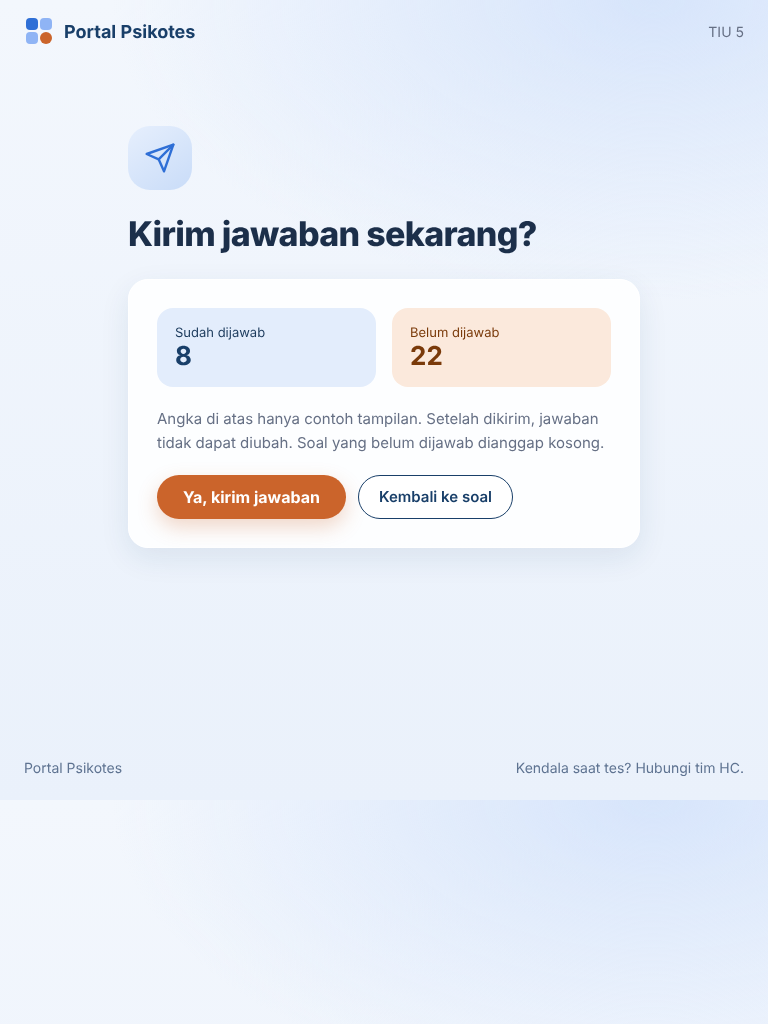 Portal Psikotes
TIU 5
Kirim jawaban sekarang?
Sudah dijawab
8
Belum dijawab
22
Angka di atas hanya contoh tampilan. Setelah dikirim, jawaban
tidak dapat diubah. Soal yang belum dijawab dianggap kosong.
Ya, kirim jawaban
Kembali ke soal
Portal Psikotes
Kendala saat tes? Hubungi tim HC.